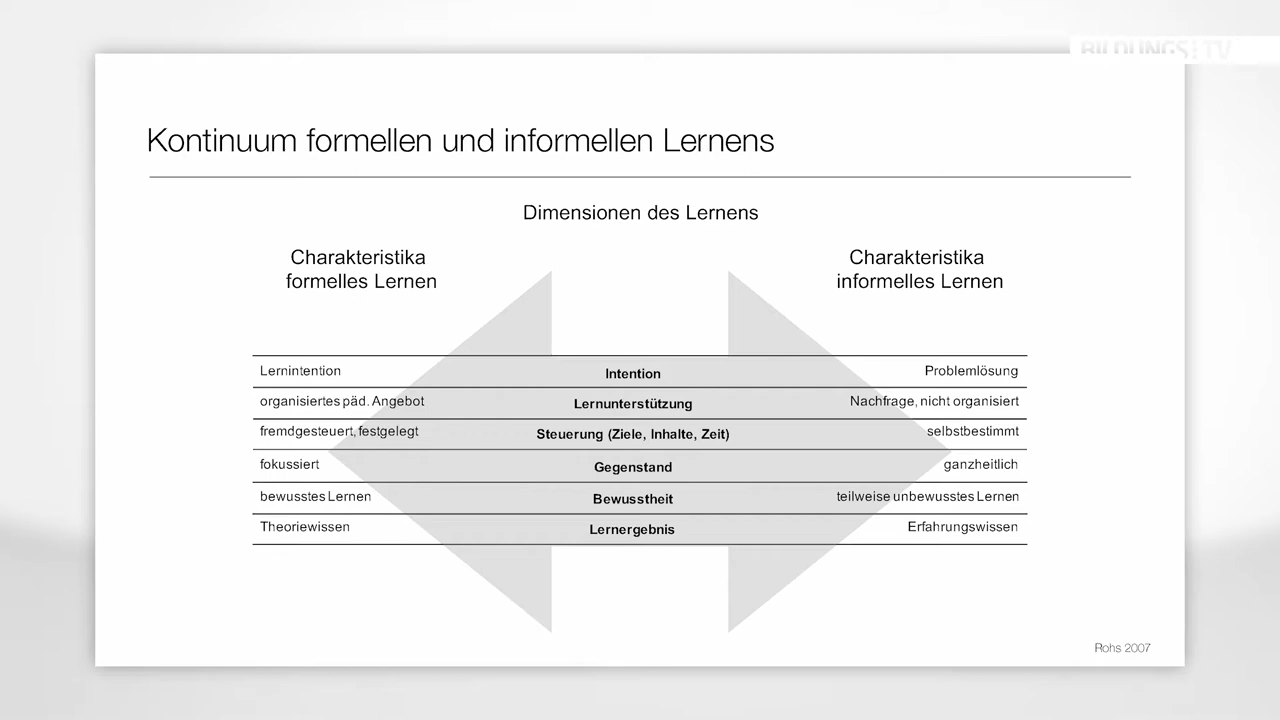 BILDUNGSTV
Kontinuum formellen und informellen Lernens
Dimensionen des Lernens
Charakteristika
formelles Lernen
Charakteristika
informelles Lernen
Lernintention Intention Problemlösung
organisiertes päd. Angebot Lernunterstützung Nachfrage, nicht organisiert
fremdgesteuert, festgelegt Steuerung (Ziele, Inhalte, Zeit) selbstbestimmt
fokussiert Gegenstand ganzheitlich
bewusstes Lernen Bewusstheit teilweise unbewusstes Lernen
Theoriewissen Lernergebnis Erfahrungswissen
Rohs 2007